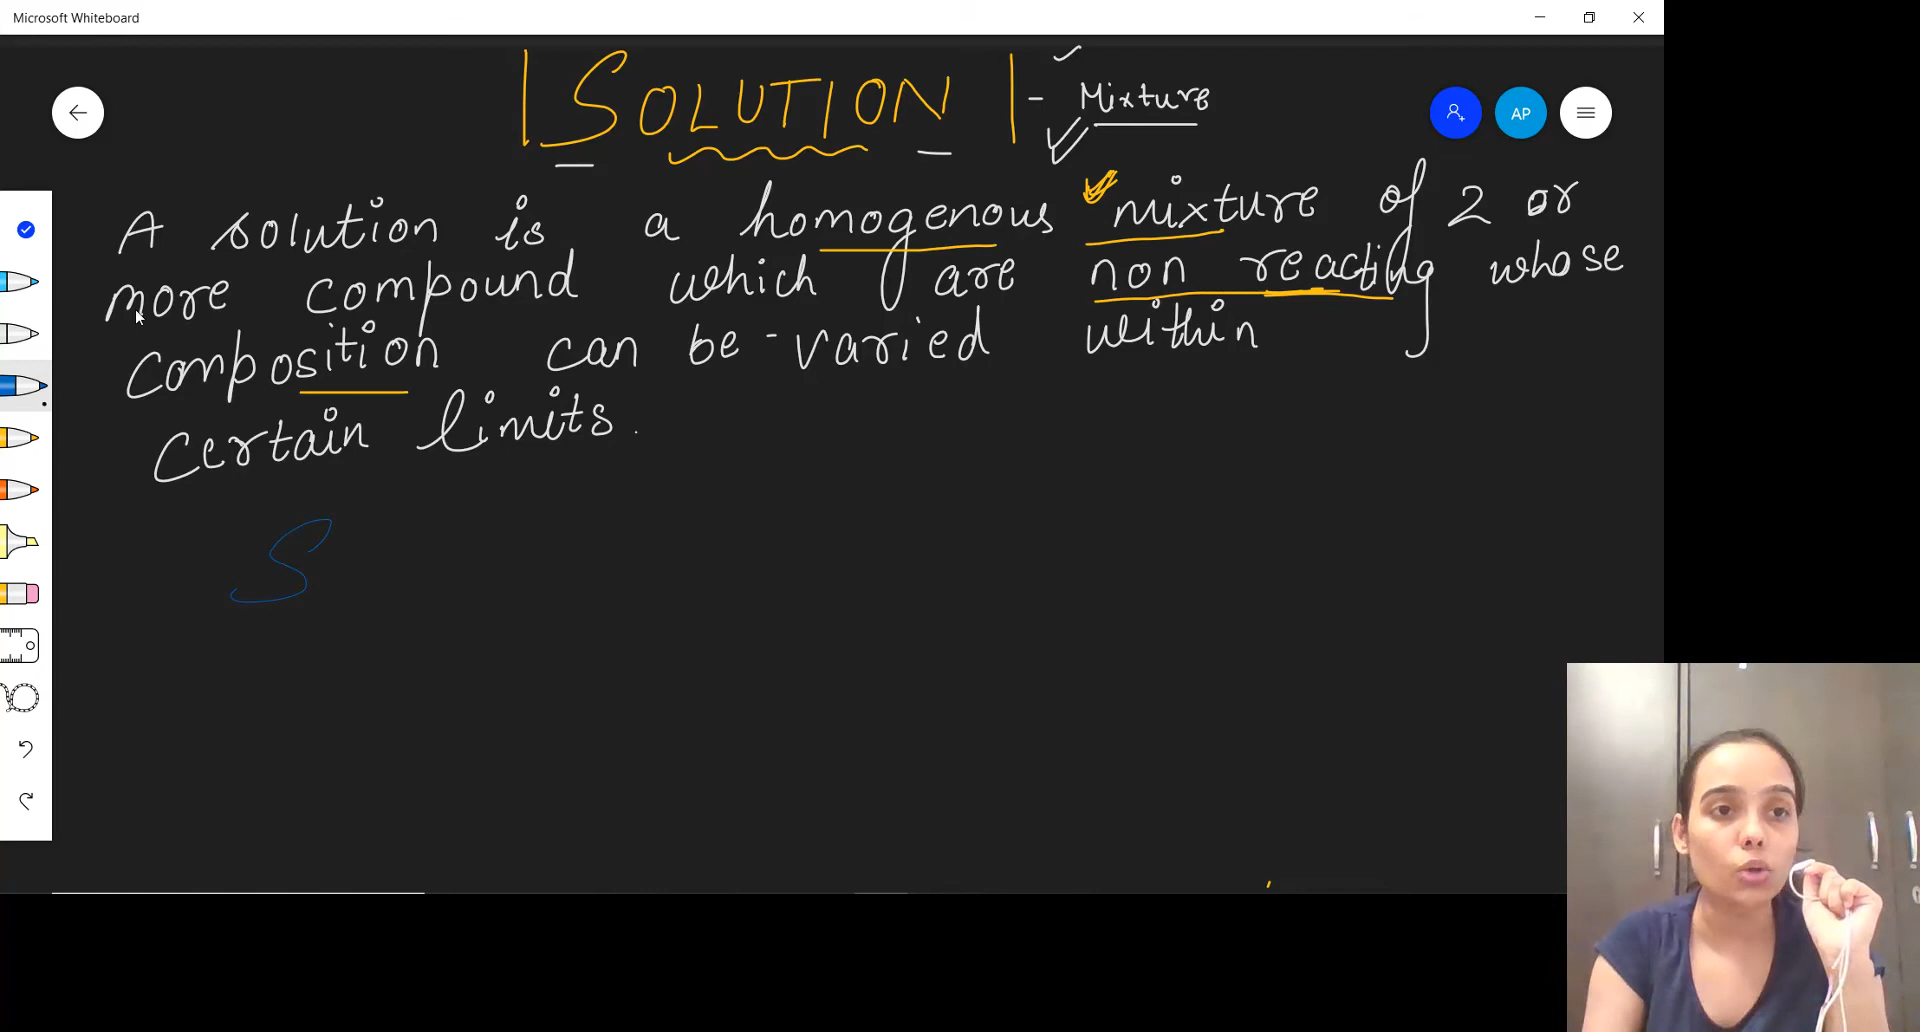 Microsoft Whiteboard
| SOLUTION | - Mixture
AP
A solution is a homogenous mixture of 2 or
more compound which are non reacting whose
composition can be varied within
certain limits.
S